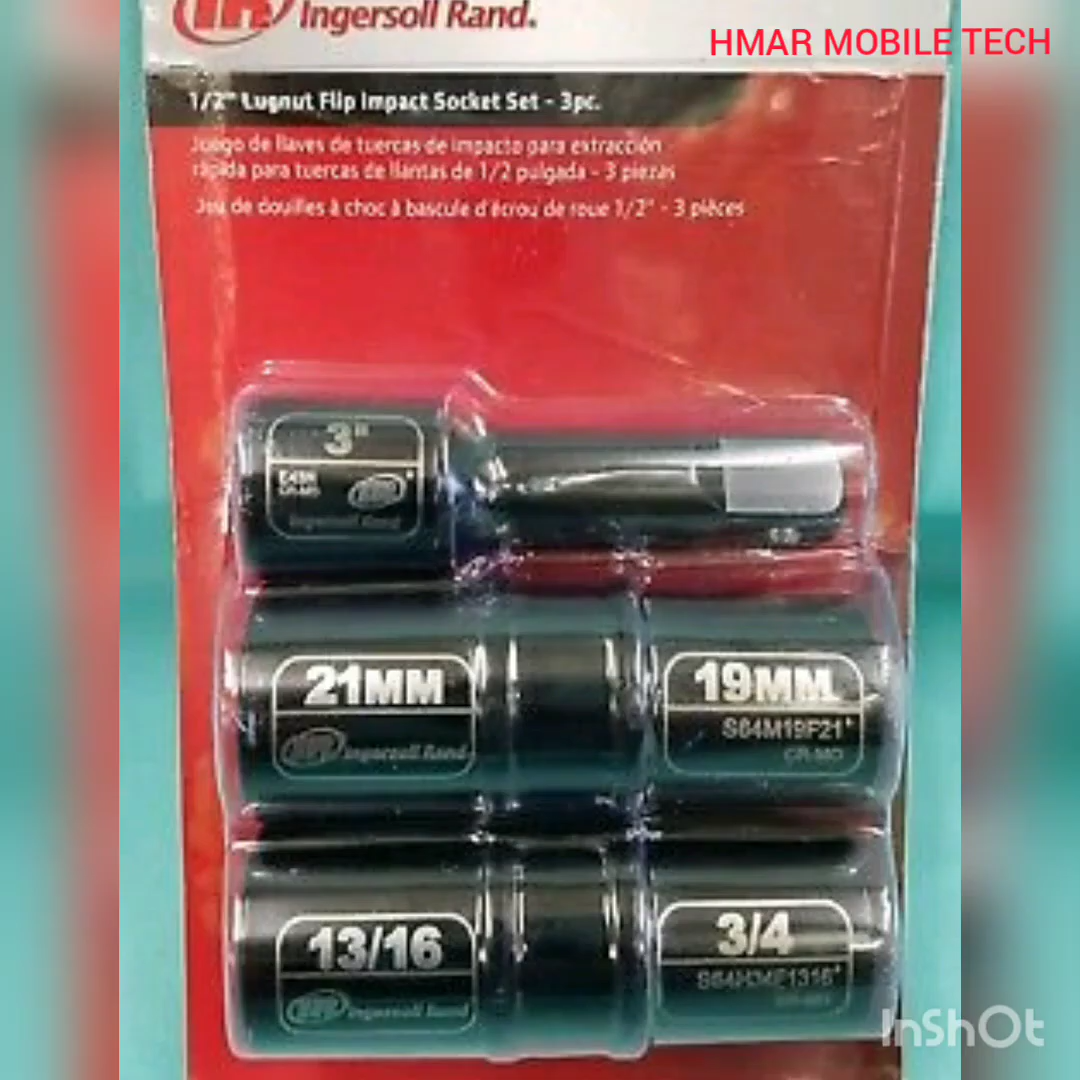 Ingersoll Rand.
HMAR MOBILE TECH
1/2" Lugnut Flip Impact Socket Set - 3pc.
Juego de llaves de tuercas de impacto para extracción
rápida para tuercas de llantas de 1/2 pulgada - 3 piezas
Jeu de douilles à choc à bascule d'écrou de roue 1/2" - 3 pièces
3"
Ingersoll Rand
21MM
Ingersoll Rand
19MM
S64M19F21
CR-MO
13/16
Ingersoll Rand
3/4
InShOt